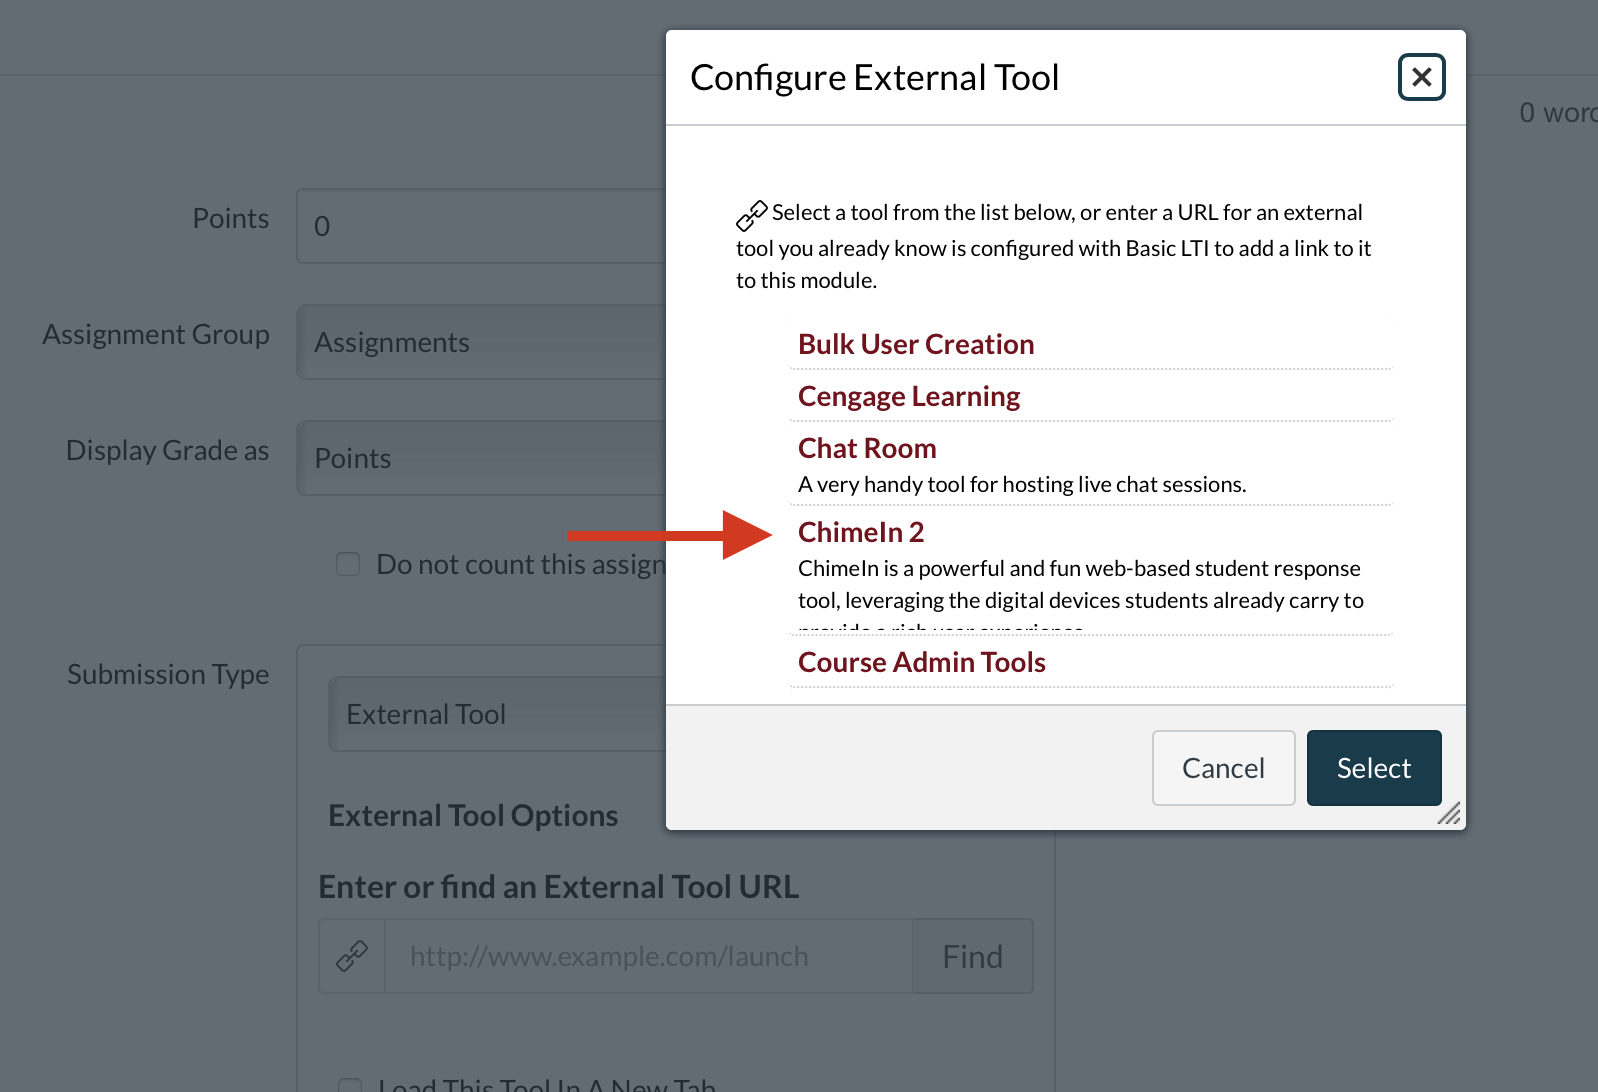 Configure External Tool
0
Points
0
Select a tool from the list below, or enter a URL for an external
tool you already know is configured with Basic LTI to add a link to it
to this module.
Assignment Group
Assignments
Bulk User Creation
Cengage Learning
Display Grade as
Points
Chat Room
A very handy tool for hosting live chat sessions.
Do not count this assign
ChimeIn 2
ChimeIn is a powerful and fun web-based student response
tool, leveraging the digital devices students already carry to
provide a rich user experience
Course Admin Tools
Submission Type
External Tool
Cancel
Select
External Tool Options
Enter or find an External Tool URL
http://www.example.com/launch
Find
Load This Tool In A New Tab